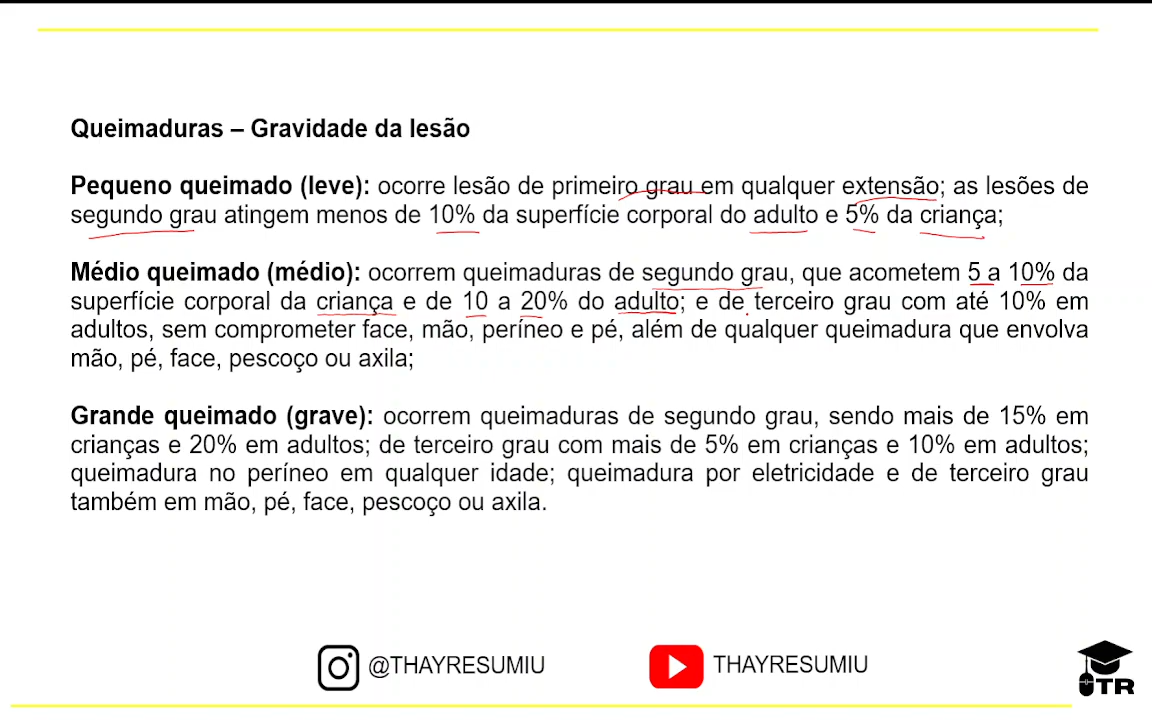 Queimaduras – Gravidade da lesão
Pequeno queimado (leve): ocorre lesão de primeiro grau em qualquer extensão; as lesões de
segundo grau atingem menos de 10% da superfície corporal do adulto e 5% da criança;
Médio queimado (médio): ocorrem queimaduras de segundo grau, que acometem 5 a 10% da
superfície corporal da criança e de 10 a 20% do adulto; e de terceiro grau com até 10% em
adultos, sem comprometer face, mão, períneo e pé, além de qualquer queimadura que envolva
mão, pé, face, pescoço ou axila;
Grande queimado (grave): ocorrem queimaduras de segundo grau, sendo mais de 15% em
crianças e 20% em adultos; de terceiro grau com mais de 5% em crianças e 10% em adultos;
queimadura no períneo em qualquer idade; queimadura por eletricidade e de terceiro grau
também em mão, pé, face, pescoço ou axila.
@THAYRESUMIU
THAYRESUMIU
TR